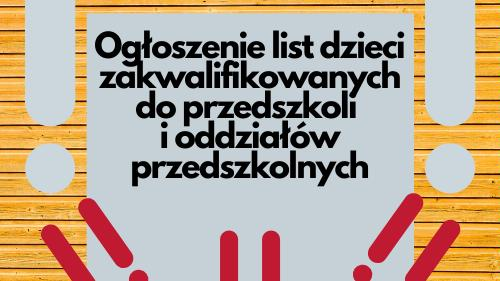 Ogłoszenie list dzieci
zakwalifikowanych
do przedszkoli
i oddziałów
przedszkolnych